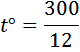 t° = 300/12